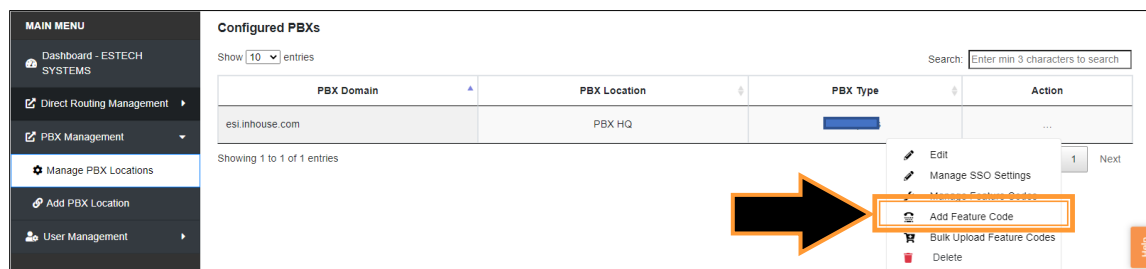 MAIN MENU
Dashboard - ESTECH
SYSTEMS
Direct Routing Management
PBX Management
Manage PBX Locations
Add PBX Location
User Management
Configured PBXs
Show 10 entries
Search: Enter min 3 characters to search
PBX Domain PBX Location PBX Type Action
esi.inhouse.com PBX HQ ...
Showing 1 to 1 of 1 entries
1 Next
Edit
Manage SSO Settings
Manage Feature Codes
Add Feature Code
Bulk Upload Feature Codes
Delete